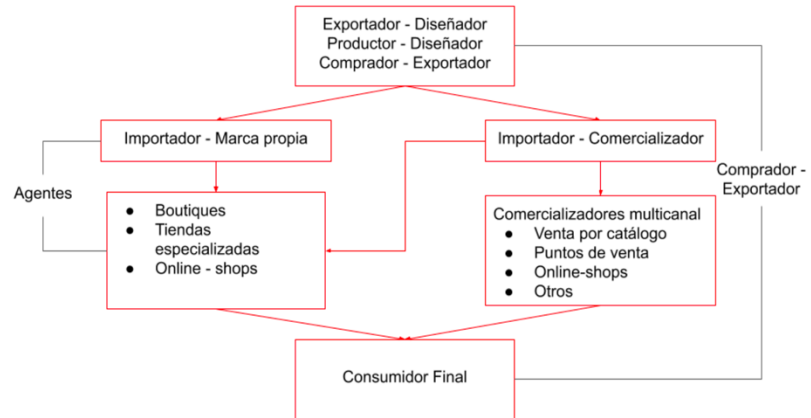 Exportador - Diseñador
Productor - Diseñador
Comprador - Exportador
Importador - Marca propia
Importador - Comercializador
Agentes
Comprador -
Exportador
● Boutiques
● Tiendas
especializadas
● Online - shops
Comercializadores multicanal
● Venta por catálogo
● Puntos de venta
● Online-shops
● Otros
Consumidor Final